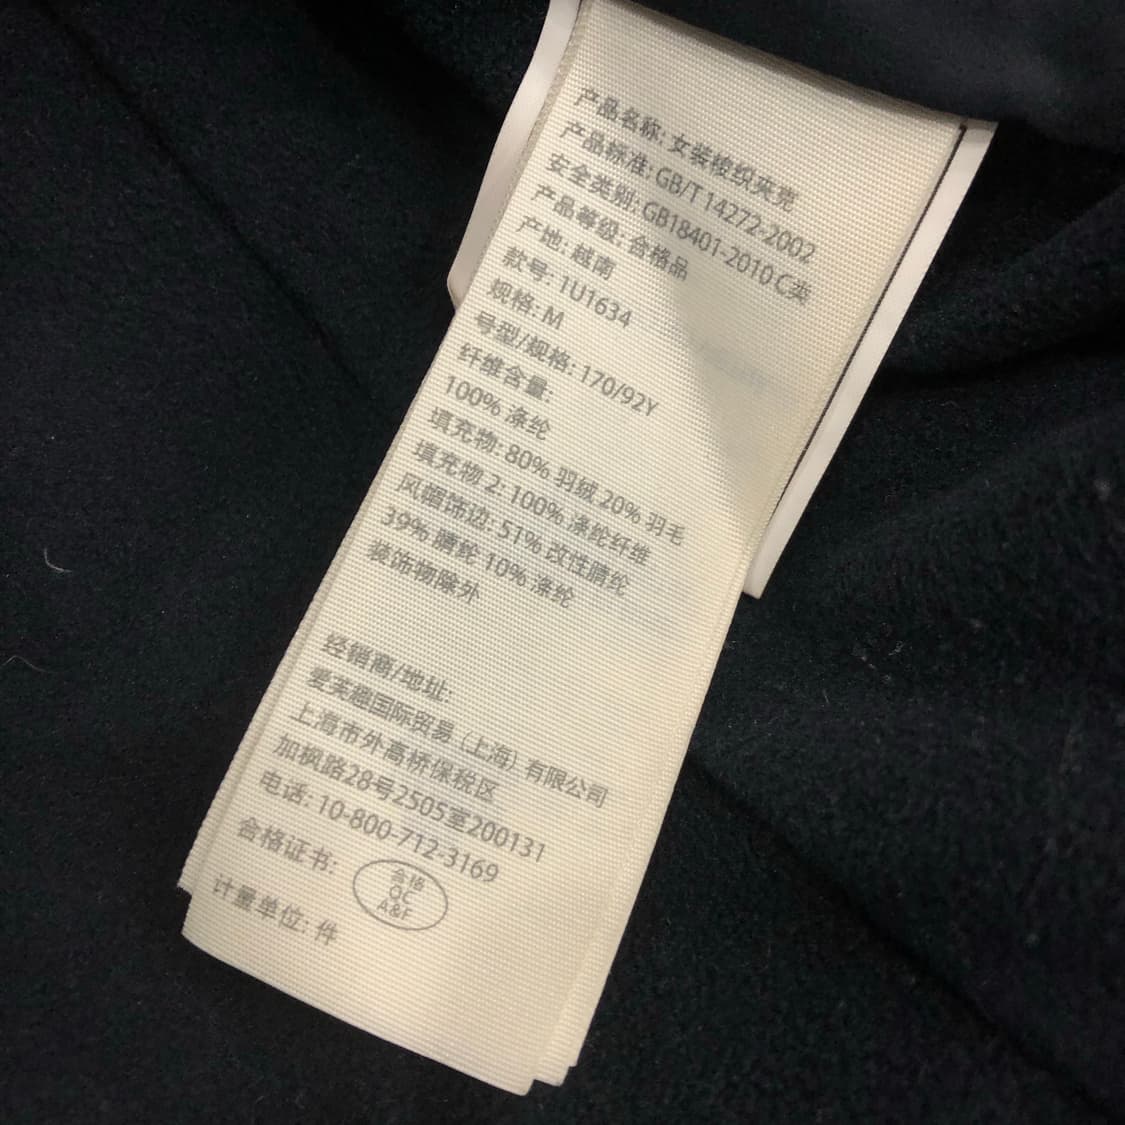 产品名称: 女装梭织夹克
产品标准: GB/T 14272-2002
安全类别: GB18401-2010 C类
产品等级: 合格品
产地: 越南
款号: 1U1634
规格: M
号型/规格: 170/92Y
纤维含量:
100% 涤纶
填充物: 80% 羽绒 20% 羽毛
填充物 2: 100% 涤纶纤维
风帽饰边: 51% 改性腈纶
39% 腈纶 10% 涤纶
装饰物除外
经销商/地址:
爱芙趣国际贸易 (上海) 有限公司
上海市外高桥保税区
加枫路28号2505室200131
电话: 10-800-712-3169
合格证书:
合格
QC
A&F
计量单位: 件